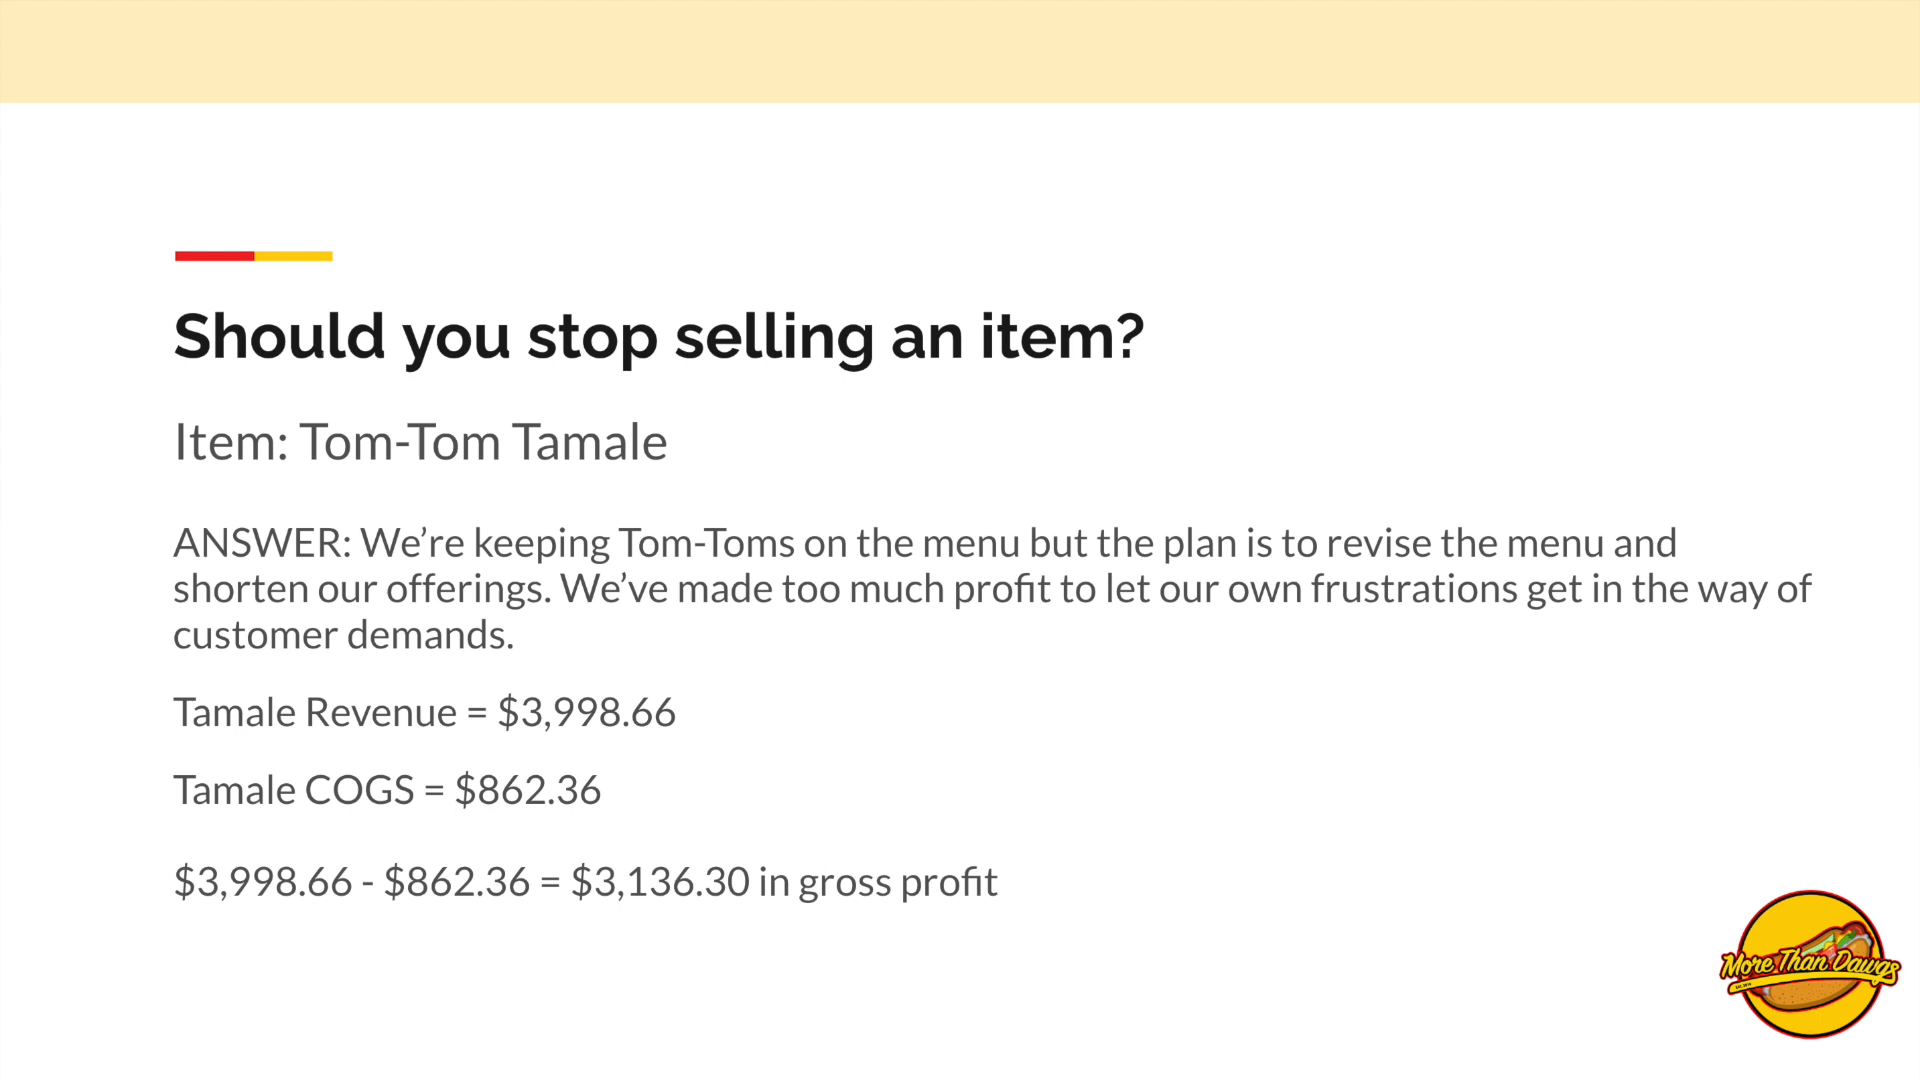 Should you stop selling an item?
Item: Tom-Tom Tamale
ANSWER: We’re keeping Tom-Toms on the menu but the plan is to revise the menu and
shorten our offerings. We’ve made too much profit to let our own frustrations get in the way of
customer demands.
Tamale Revenue = $3,998.66
Tamale COGS = $862.36
$3,998.66 - $862.36 = $3,136.30 in gross profit
More Than Dawgs